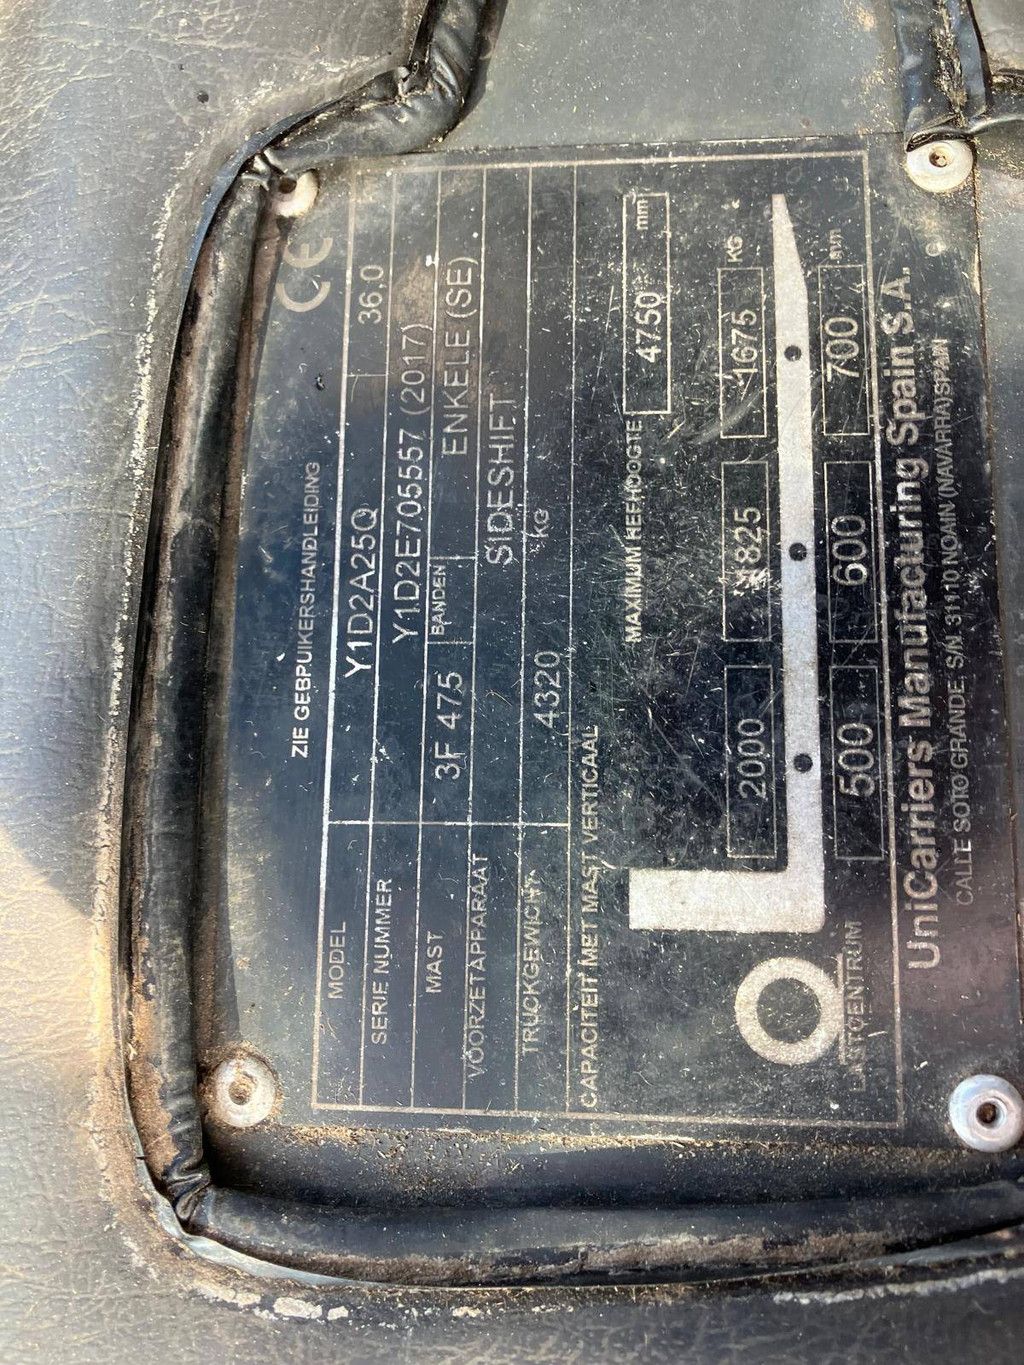 CE
ZIE GEBRUIKERSHANDLEIDING
MODEL Y1D2A25Q 36,0
SERIE NUMMER Y1D2E705557 (2017)
MAST 3F 475 BANDEN ENKELE (SE)
VOORZETAPPARAAT SIDESHIFT
TRUCKGEWICHT 4320 KG
CAPACITEIT MET MAST VERTICAAL
MAXIMUM HEFHOOGTE 4750 mm
2000 1825 1675 KG
LASTCENTRUM 500 600 700
UniCarriers Manufacturing Spain S.A.
CALLE SOTO GRANDE. S/N. 31110 NOAIN (NAVARRA) SPAIN